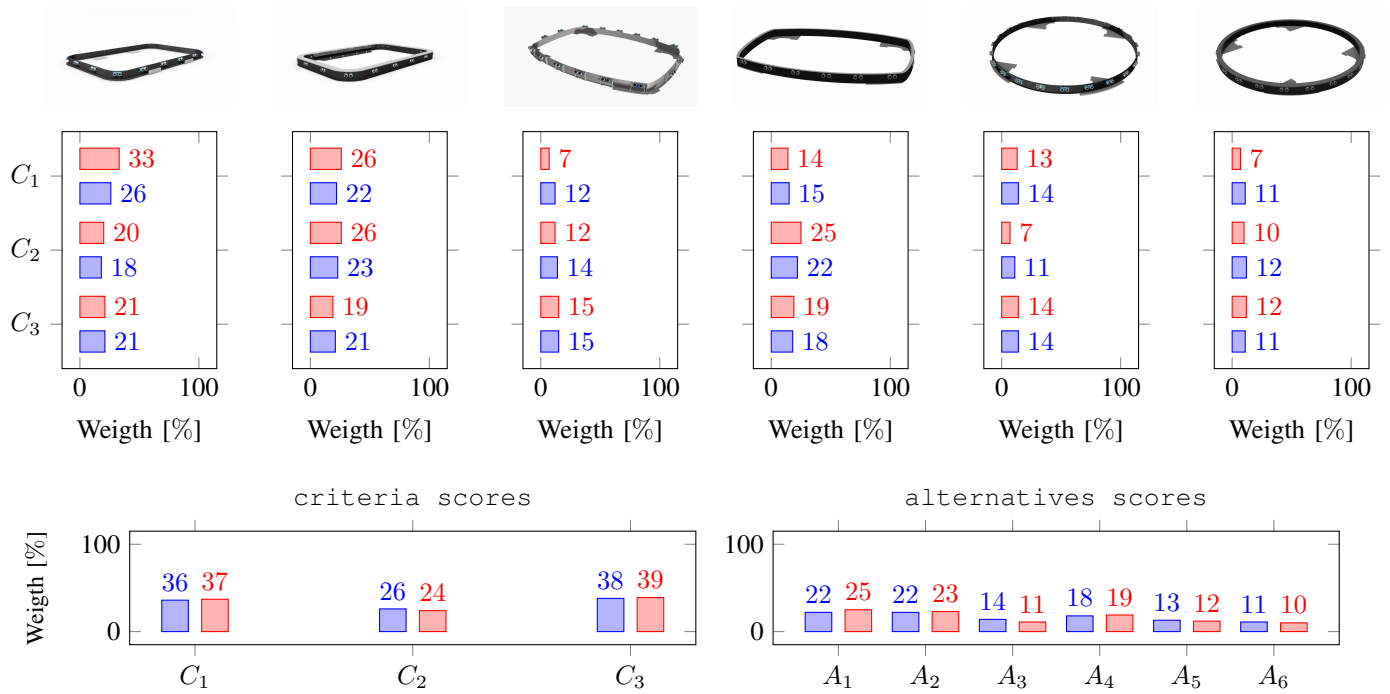 33 26 7 14 13 7
C₁
26 22 12 15 14 11
20 26 12 25 7 10
C₂
18 23 14 22 11 12
21 19 15 19 14 12
C₃
21 21 15 18 14 11
0 100 0 100 0 100 0 100 0 100 0 100
Weigth [%] Weigth [%] Weigth [%] Weigth [%] Weigth [%] Weigth [%]
criteria scores
Weigth [%]
100
0
36 37 26 24 38 39
C₁ C₂ C₃
alternatives scores
100
0
22 25 22 23 14 11 18 19 13 12 11 10
A₁ A₂ A₃ A₄ A₅ A₆